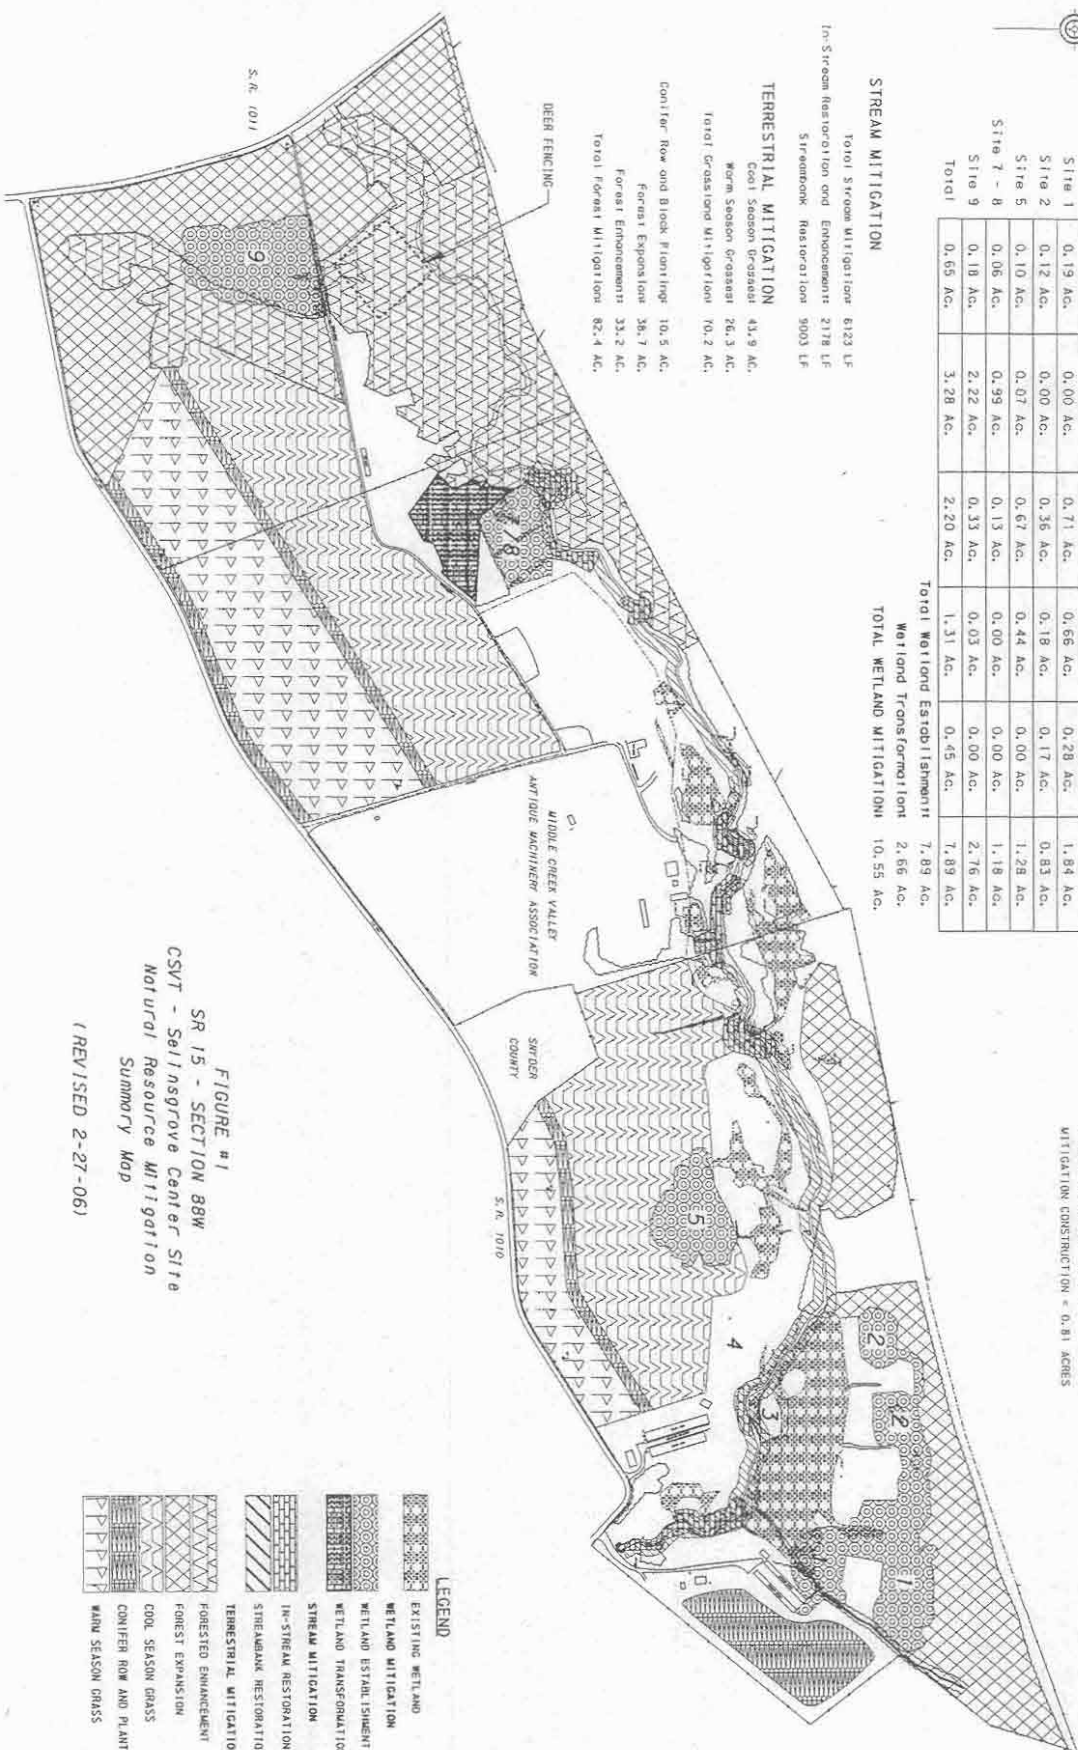 Site 1 0.19 Ac. 0.00 Ac. 0.71 Ac. 0.66 Ac. 0.28 Ac. 1.84 Ac.
Site 2 0.12 Ac. 0.00 Ac. 0.36 Ac. 0.18 Ac. 0.17 Ac. 0.83 Ac.
Site 5 0.10 Ac. 0.07 Ac. 0.67 Ac. 0.44 Ac. 0.00 Ac. 1.28 Ac.
Site 7 - 8 0.06 Ac. 0.99 Ac. 0.13 Ac. 0.00 Ac. 0.00 Ac. 1.18 Ac.
Site 9 0.18 Ac. 2.22 Ac. 0.33 Ac. 0.03 Ac. 0.00 Ac. 2.76 Ac.
Total 0.65 Ac. 3.28 Ac. 2.20 Ac. 1.31 Ac. 0.45 Ac. 7.89 Ac.
Total Wetland Establishment: 7.89 Ac.
Wetland Transformation: 2.66 Ac.
TOTAL WETLAND MITIGATION: 10.55 Ac.
MITIGATION CONSTRUCTION = 0.81 ACRES
STREAM MITIGATION
Total Stream Mitigation: 6123 LF
In-Stream Restoration and Enhancement: 2178 LF
Streambank Restoration: 9003 LF
TERRESTRIAL MITIGATION
Cool Season Grasses: 43.9 AC.
Warm Season Grasses: 26.3 AC.
Total Grassland Mitigation: 70.2 AC.
Conifer Row and Block Planting: 10.5 AC.
Forest Expansion: 38.7 AC.
Forest Enhancement: 33.2 AC.
Total Forest Mitigation: 82.4 AC.
DEER FENCING
S.R. 1011
9
7/8
MIDDLE CREEK VALLEY
ANTIQUE MACHINERY ASSOCIATION
SNYDER
COUNTY
S.R. 1010
5
4
3
2
2
1
1
FIGURE #1
SR 15 - SECTION 88W
CSVT - Selinsgrove Center Site
Natural Resource Mitigation
Summary Map
(REVISED 2-27-06)
LEGEND
EXISTING WETLAND
WETLAND MITIGATION
WETLAND ESTABLISHMENT
WETLAND TRANSFORMATIO
STREAM MITIGATION
IN-STREAM RESTORATION
STREAMBANK RESTORATIO
TERRESTRIAL MITIGATIO
FORESTED ENHANCEMENT
FOREST EXPANSION
COOL SEASON GRASS
CONIFER ROW AND PLANT
WARM SEASON GRASS